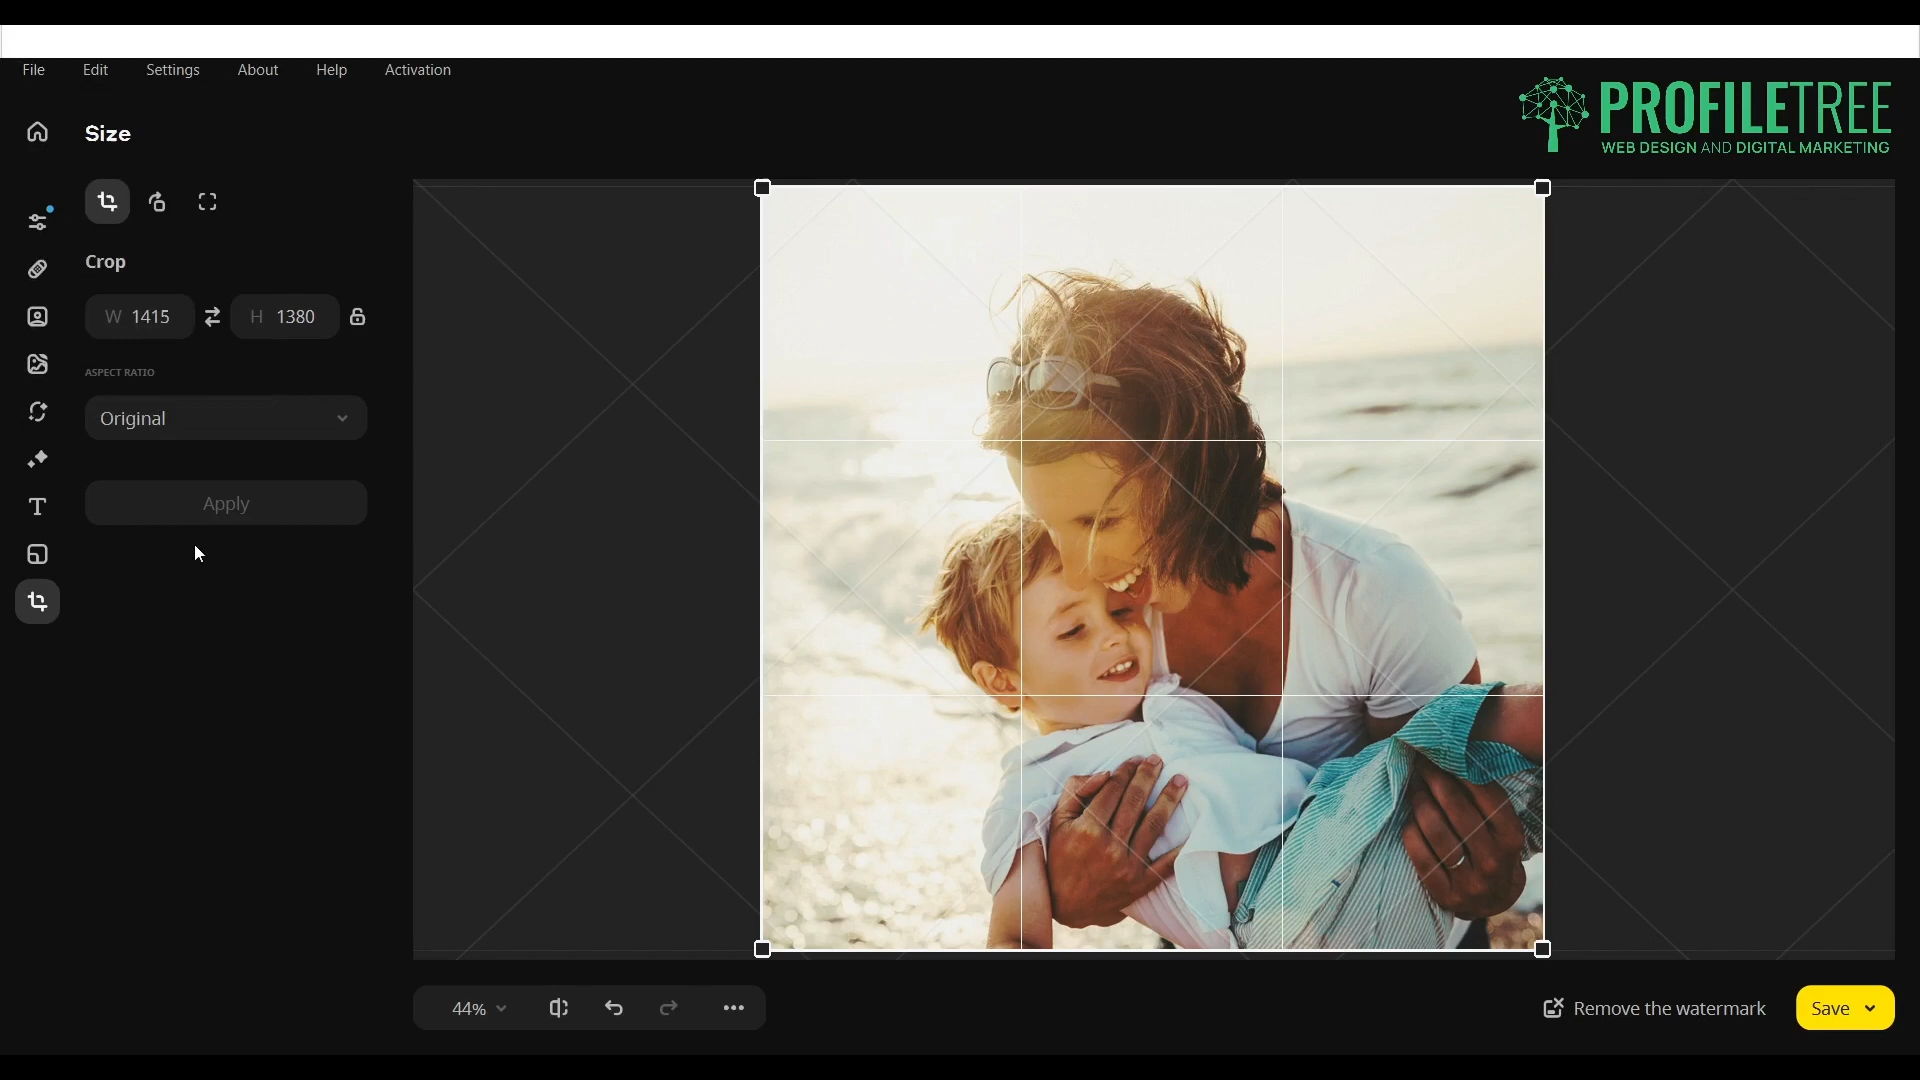 File Edit Settings About Help Activation
PROFILETREE
WEB DESIGN AND DIGITAL MARKETING
Size
Crop
W 1415 H 1380
ASPECT RATIO
Original
Apply
44%
Remove the watermark
Save